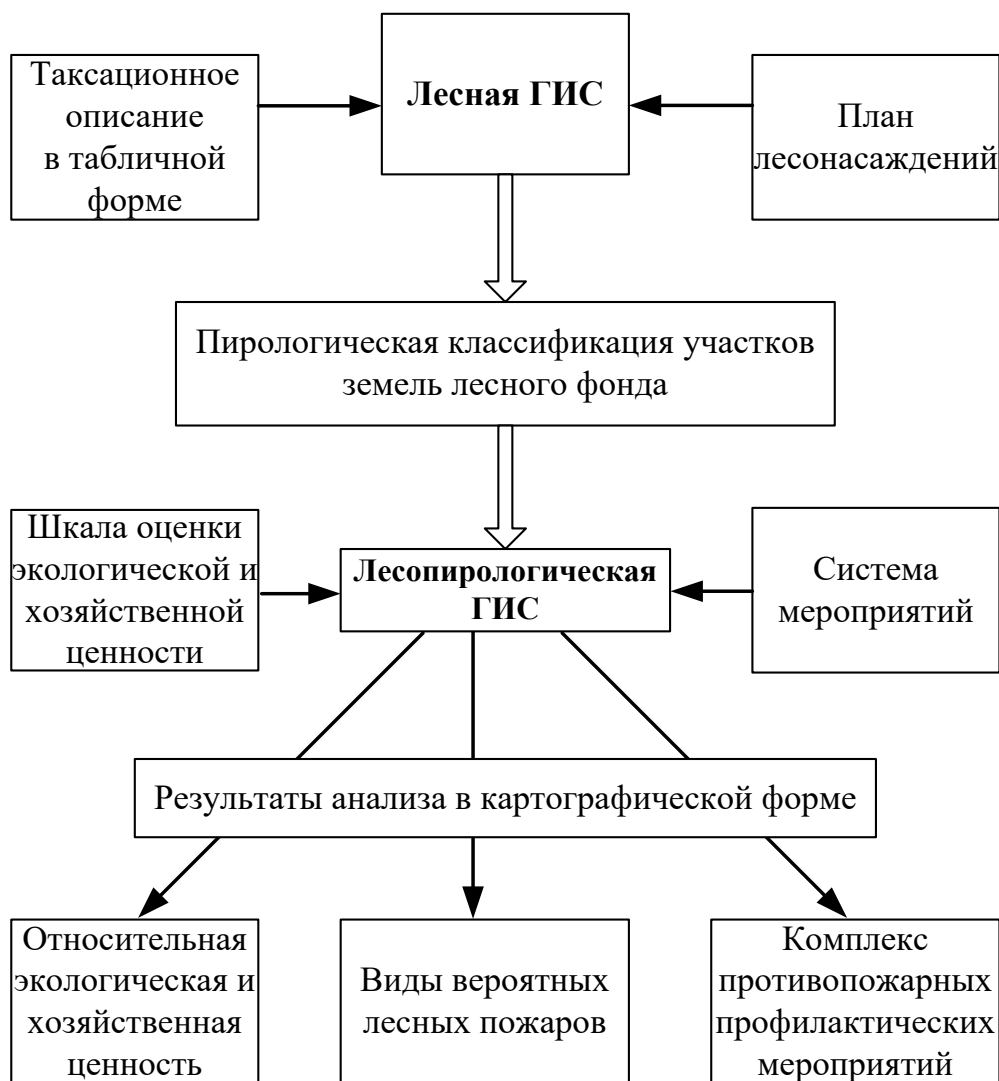 Таксационное
описание
в табличной
форме
Лесная ГИС
План
лесонасаждений
Пирологическая классификация участков
земель лесного фонда
Шкала оценки
экологической и
хозяйственной
ценности
Лесопирологическая
ГИС
Система
мероприятий
Результаты анализа в картографической форме
Относительная
экологическая и
хозяйственная
ценность
Виды вероятных
лесных пожаров
Комплекс
противопожарных
профилактических
мероприятий